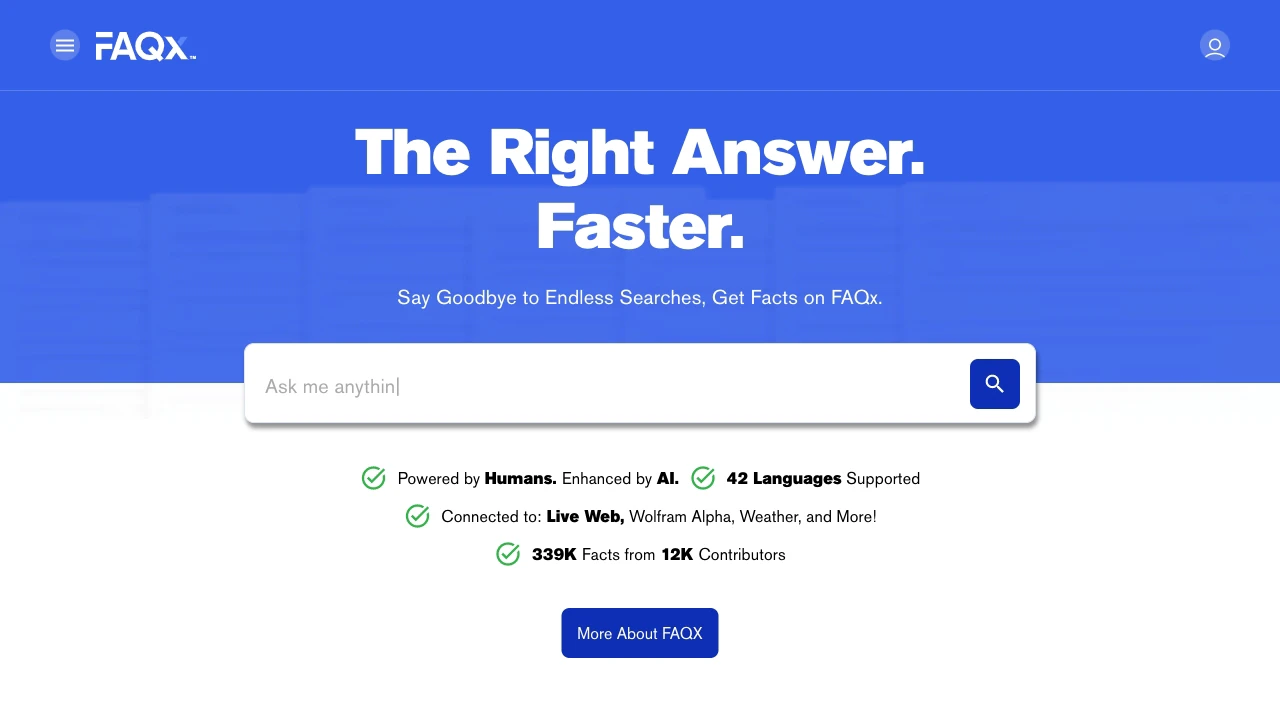 FAQx™
The Right Answer.
Faster.
Say Goodbye to Endless Searches, Get Facts on FAQx.
Ask me anythin|
Powered by Humans. Enhanced by AI. 42 Languages Supported
Connected to: Live Web, Wolfram Alpha, Weather, and More!
339K Facts from 12K Contributors
More About FAQX